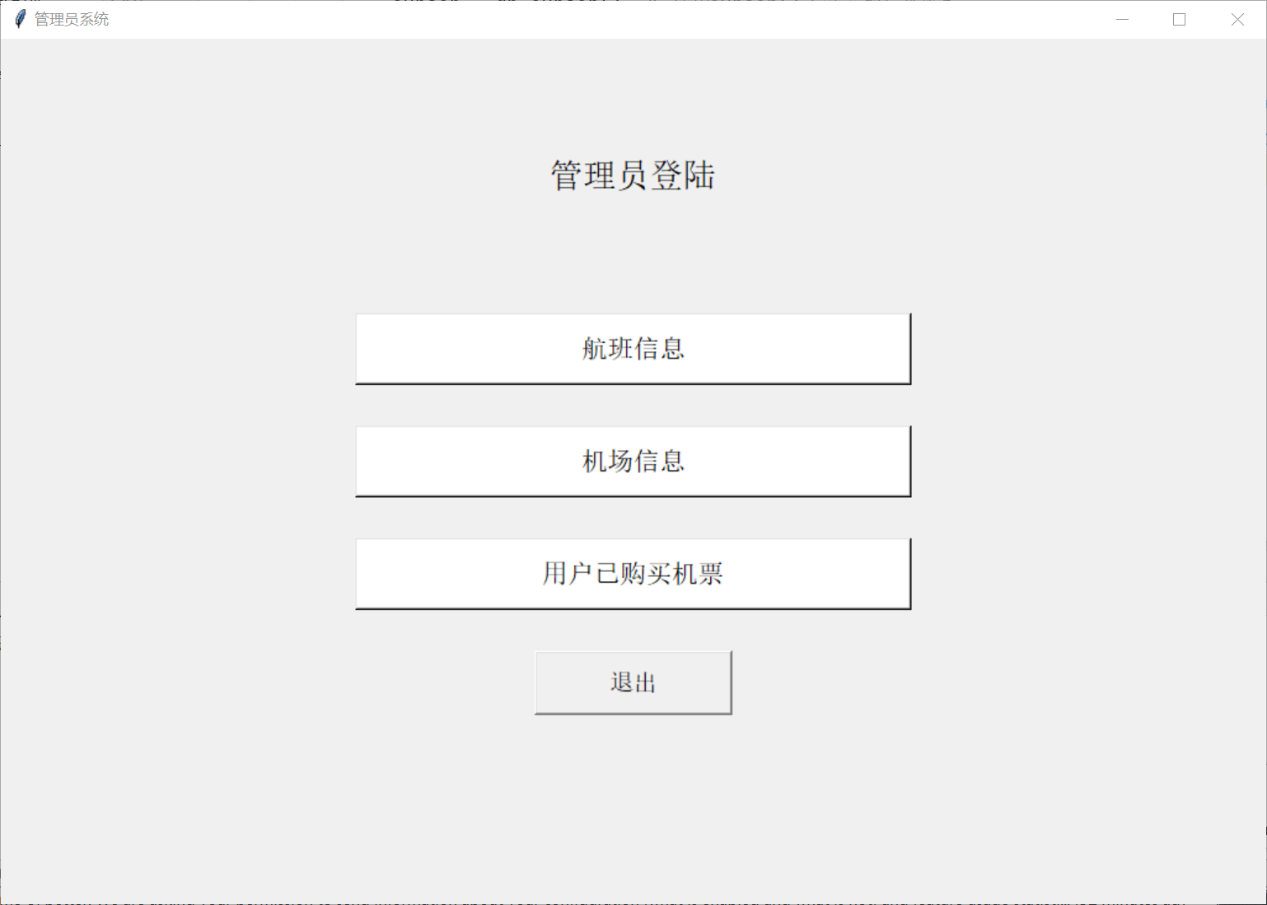 管理员系统
管理员登陆
航班信息
机场信息
用户已购买机票
退出